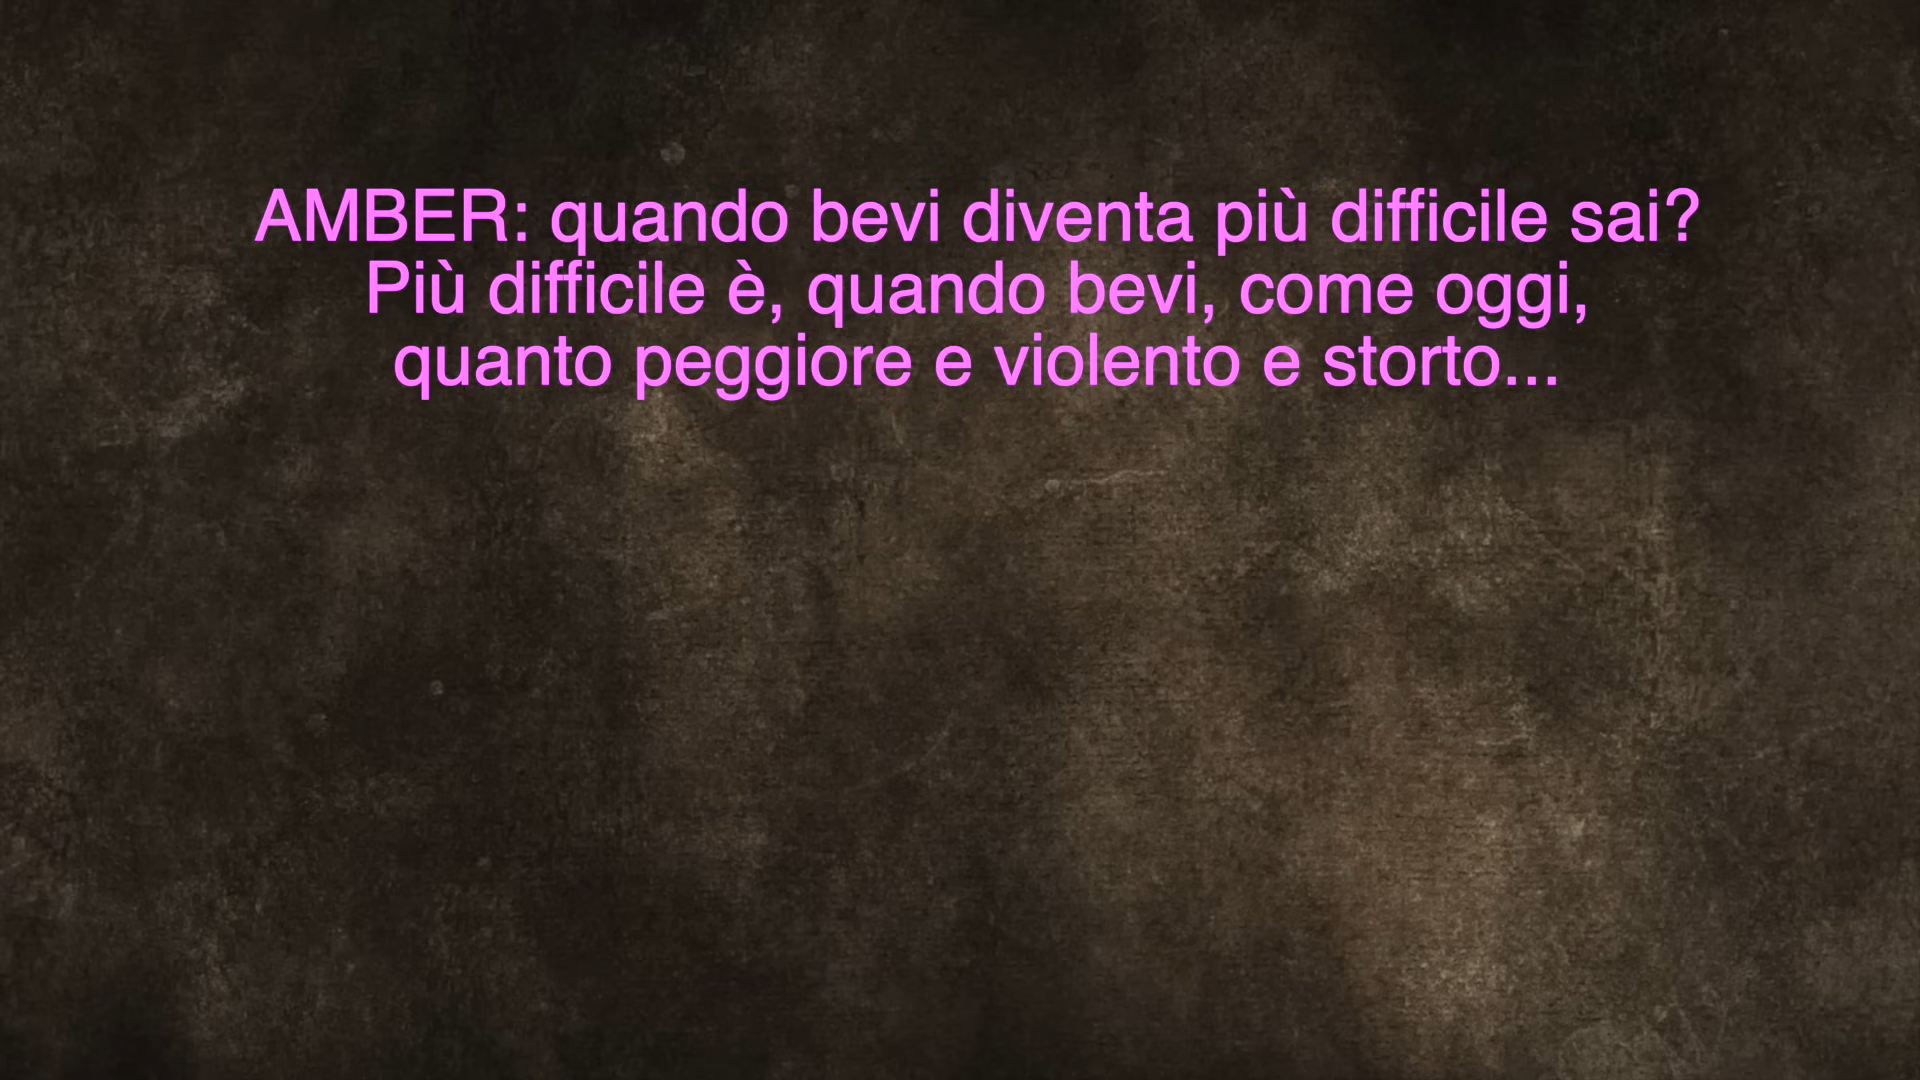 AMBER: quando bevi diventa più difficile sai?
Più difficile è, quando bevi, come oggi,
quanto peggiore e violento e storto...